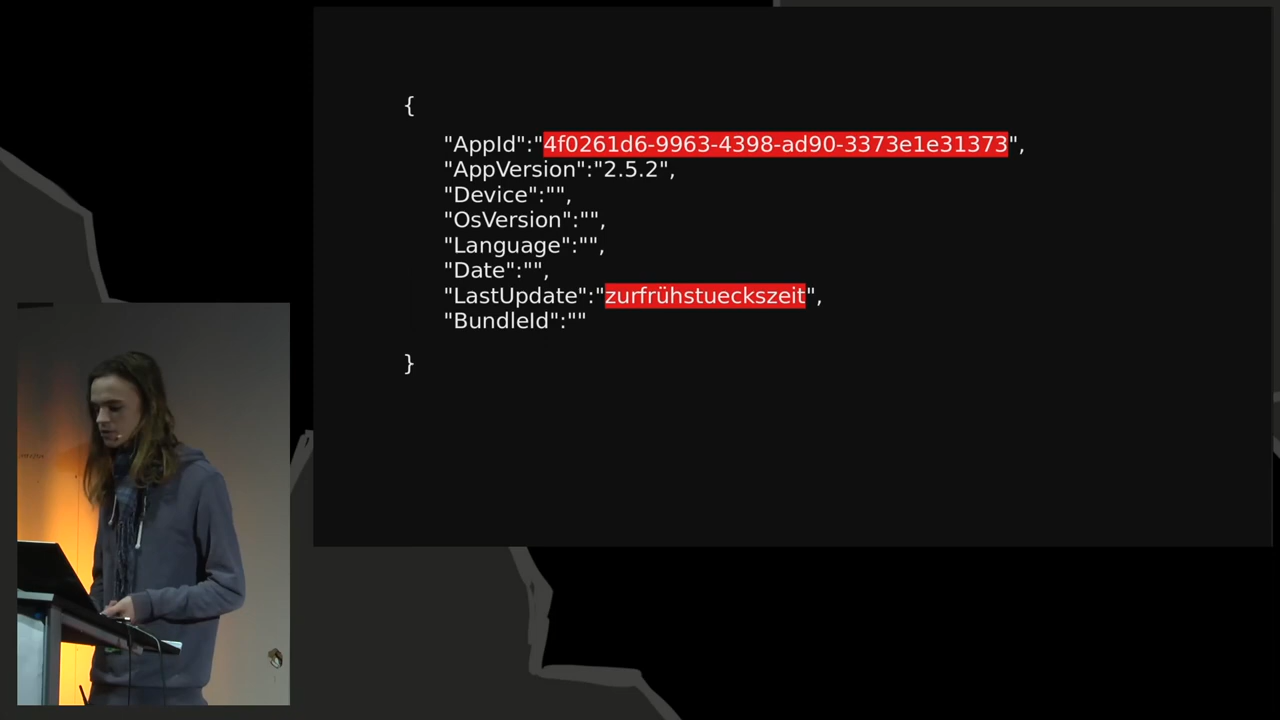 {
"AppId":"4f0261d6-9963-4398-ad90-3373e1e31373",
"AppVersion":"2.5.2",
"Device":"",
"OsVersion":"",
"Language":"",
"Date":"",
"LastUpdate":"zurfrühstueckszeit",
"BundleId":""
}